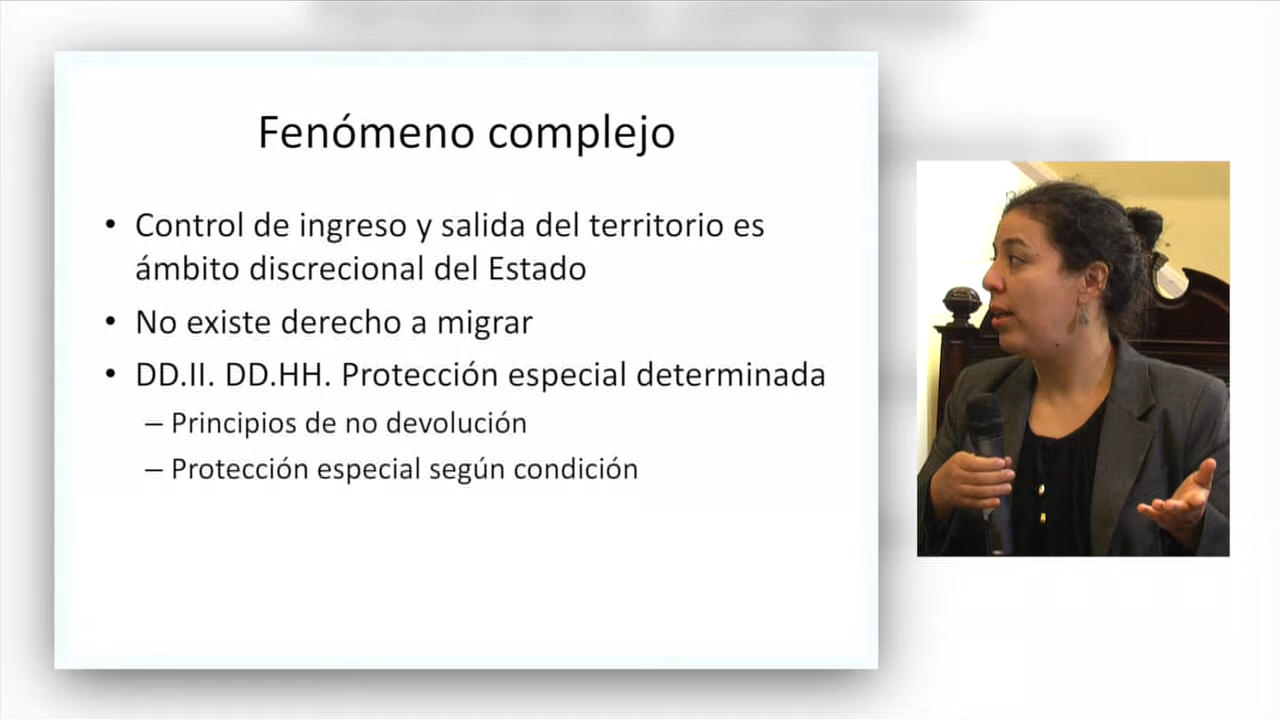 Fenómeno complejo
• Control de ingreso y salida del territorio es
ámbito discrecional del Estado
• No existe derecho a migrar
• DD.II. DD.HH. Protección especial determinada
– Principios de no devolución
– Protección especial según condición